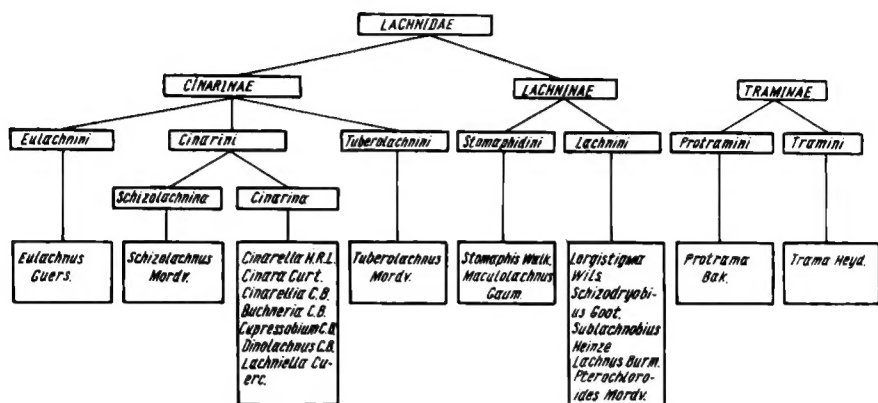 LACHNIDAE
CINARINAE
LACHNINAE
TRAMINAE
Eulachnini
Cinarini
Tuberolachnini
Stomaphidini
Lachnini
Protramini
Tramini
Schizolachnina
Cinarina
Eulachnus
Guers.
Schizolachnus
Mordv.
Cinarella H.R.L.
Cinara Curt.
Cinarellia C.B.
Buchneria C.B.
Cupressobium C.B.
Dinolachnus C.B.
Lachniella Cu-
erc.
Tuberolachnus
Mordv.
Stomaphis Walk.
Maculolachnus
Gaum.
Lorgistigma
Wils.
Schizodryobi-
us Goot.
Sublachnobius
Heinze
Lachnus Burm.
Pterochloro-
ides Mordv.
Protrama
Bak.
Trama Heyd.